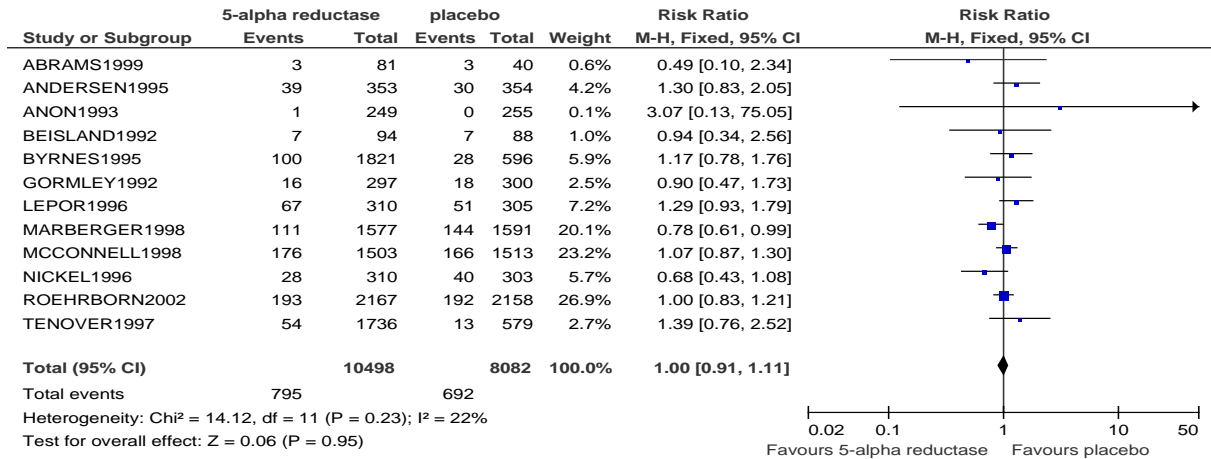 5-alpha reductase placebo Risk Ratio Risk Ratio
Study or Subgroup Events Total Events Total Weight M-H, Fixed, 95% CI M-H, Fixed, 95% CI
ABRAMS1999 3 81 3 40 0.6% 0.49 [0.10, 2.34]
ANDERSEN1995 39 353 30 354 4.2% 1.30 [0.83, 2.05]
ANON1993 1 249 0 255 0.1% 3.07 [0.13, 75.05]
BEISLAND1992 7 94 7 88 1.0% 0.94 [0.34, 2.56]
BYRNES1995 100 1821 28 596 5.9% 1.17 [0.78, 1.76]
GORMLEY1992 16 297 18 300 2.5% 0.90 [0.47, 1.73]
LEPOR1996 67 310 51 305 7.2% 1.29 [0.93, 1.79]
MARBERGER1998 111 1577 144 1591 20.1% 0.78 [0.61, 0.99]
MCCONNELL1998 176 1503 166 1513 23.2% 1.07 [0.87, 1.30]
NICKEL1996 28 310 40 303 5.7% 0.68 [0.43, 1.08]
ROEHRBORN2002 193 2167 192 2158 26.9% 1.00 [0.83, 1.21]
TENOVER1997 54 1736 13 579 2.7% 1.39 [0.76, 2.52]
Total (95% CI) 10498 8082 100.0% 1.00 [0.91, 1.11]
Total events 795 692
Heterogeneity: Chi² = 14.12, df = 11 (P = 0.23); I² = 22%
Test for overall effect: Z = 0.06 (P = 0.95)
0.02 0.1 1 10 50
Favours 5-alpha reductase Favours placebo